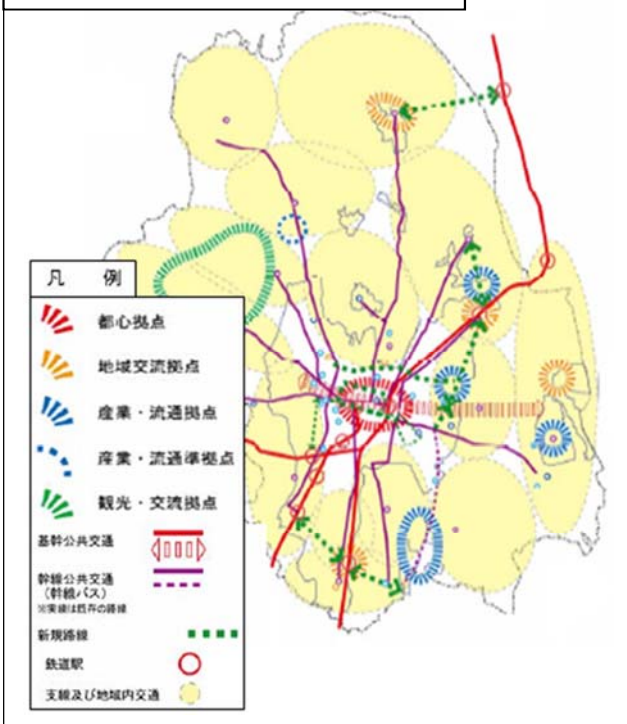 凡 例
都心拠点
地域交流拠点
産業・流通拠点
産業・流通準拠点
観光・交流拠点
基幹公共交通
幹線公共交通
(幹線バス)
※実線は既存の路線
新規路線
鉄道駅
支線及び地域内交通